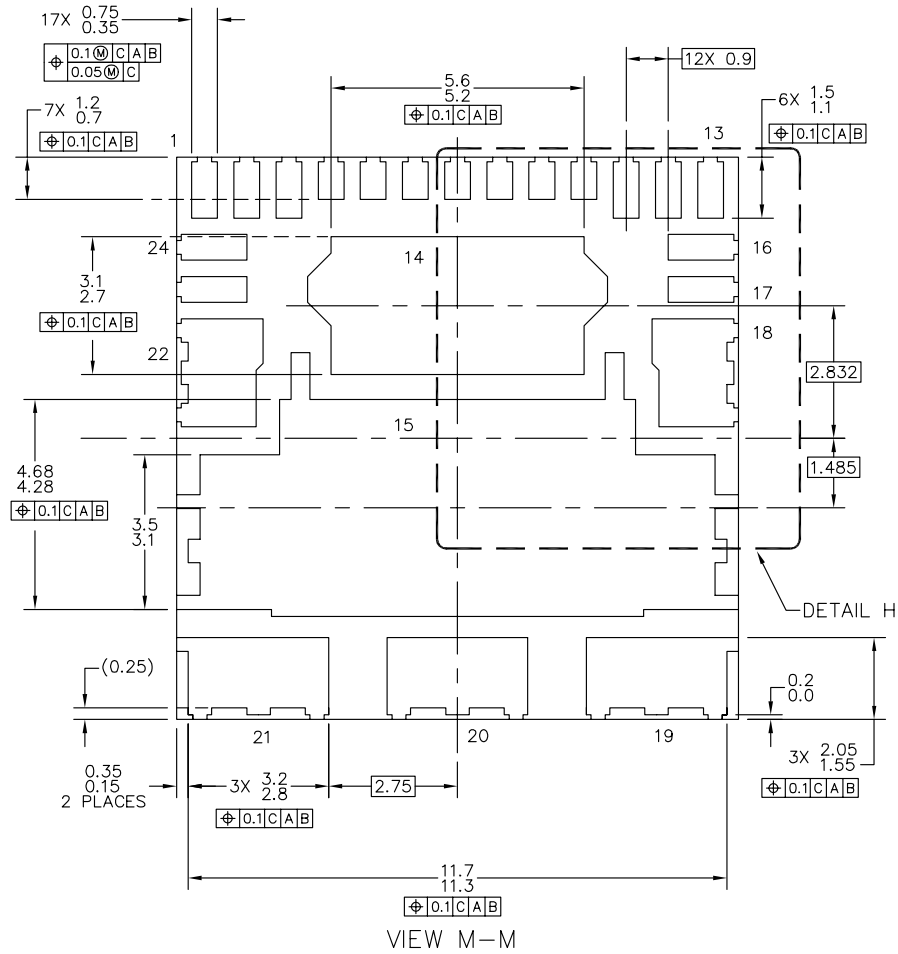 17X 0.75
0.35
⌖ 0.1 Ⓜ C A B
0.05 Ⓜ C
7X 1.2
0.7
⌖ 0.1 C A B
5.6
5.2
⌖ 0.1 C A B
12X 0.9
6X 1.5
1.1
⌖ 0.1 C A B
1
13
24
14
16
3.1
2.7
⌖ 0.1 C A B
17
22
18
2.832
15
4.68
4.28
⌖ 0.1 C A B
1.485
3.5
3.1
DETAIL H
(0.25)
0.2
0.0
21
20
19
0.35
0.15
2 PLACES
3X 3.2
2.8
⌖ 0.1 C A B
2.75
3X 2.05
1.55
⌖ 0.1 C A B
11.7
11.3
⌖ 0.1 C A B
VIEW M-M